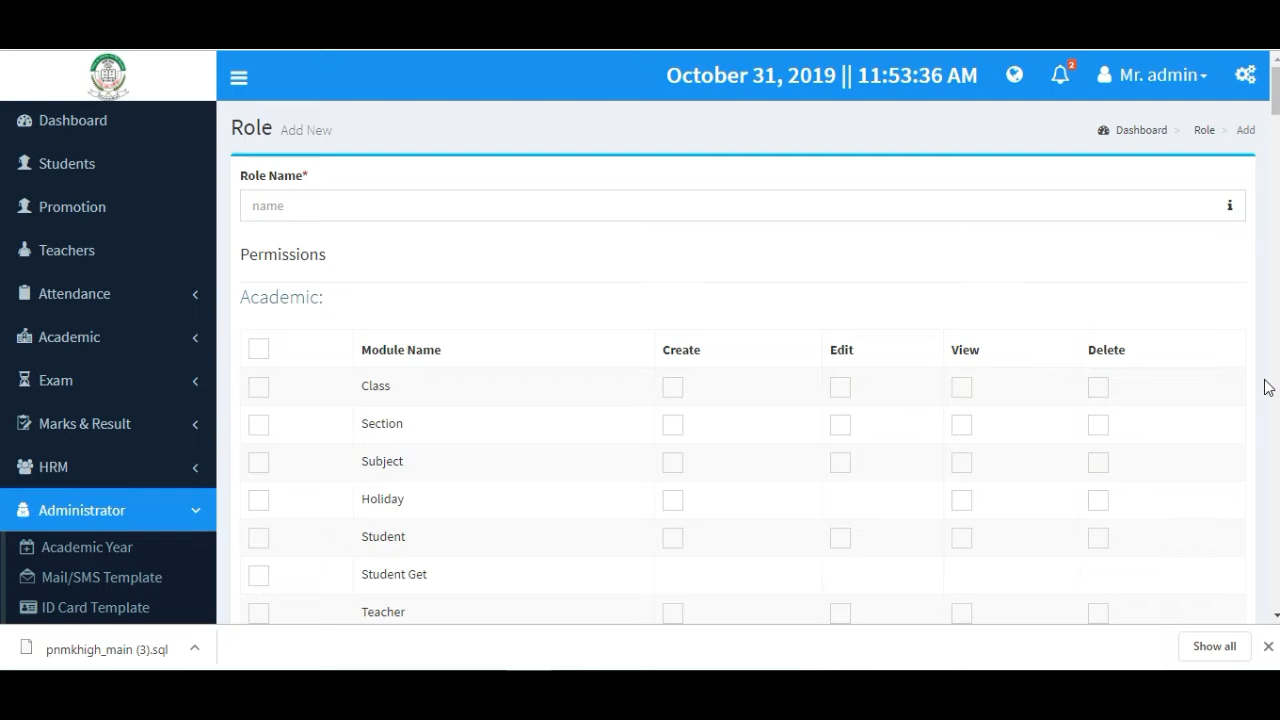 October 31, 2019 || 11:53:36 AM
2
Mr. admin
Dashboard
Students
Promotion
Teachers
Attendance
Academic
Exam
Marks & Result
HRM
Administrator
Academic Year
Mail/SMS Template
ID Card Template
Role Add New
Dashboard > Role > Add
Role Name*
name
Permissions
Academic:
Module Name Create Edit View Delete
Class
Section
Subject
Holiday
Student
Student Get
Teacher
pnmkhigh_main (3).sql
Show all